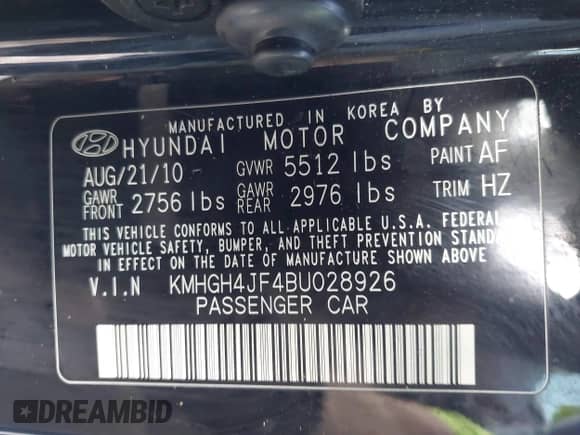 MANUFACTURED IN KOREA BY
HYUNDAI MOTOR COMPANY
AUG/21/10 GVWR 5512 lbs PAINT AF
GAWR FRONT 2756 lbs GAWR REAR 2976 lbs TRIM HZ
THIS VEHICLE CONFORMS TO ALL APPLICABLE U.S.A. FEDERAL
MOTOR VEHICLE SAFETY, BUMPER, AND THEFT PREVENTION STANDA
IN EFFECT ON THE DATE OF MANUFACTURE SHOWN ABOVE
V.I.N KMHGH4JF4BU028926
PASSENGER CAR
DREAMBID